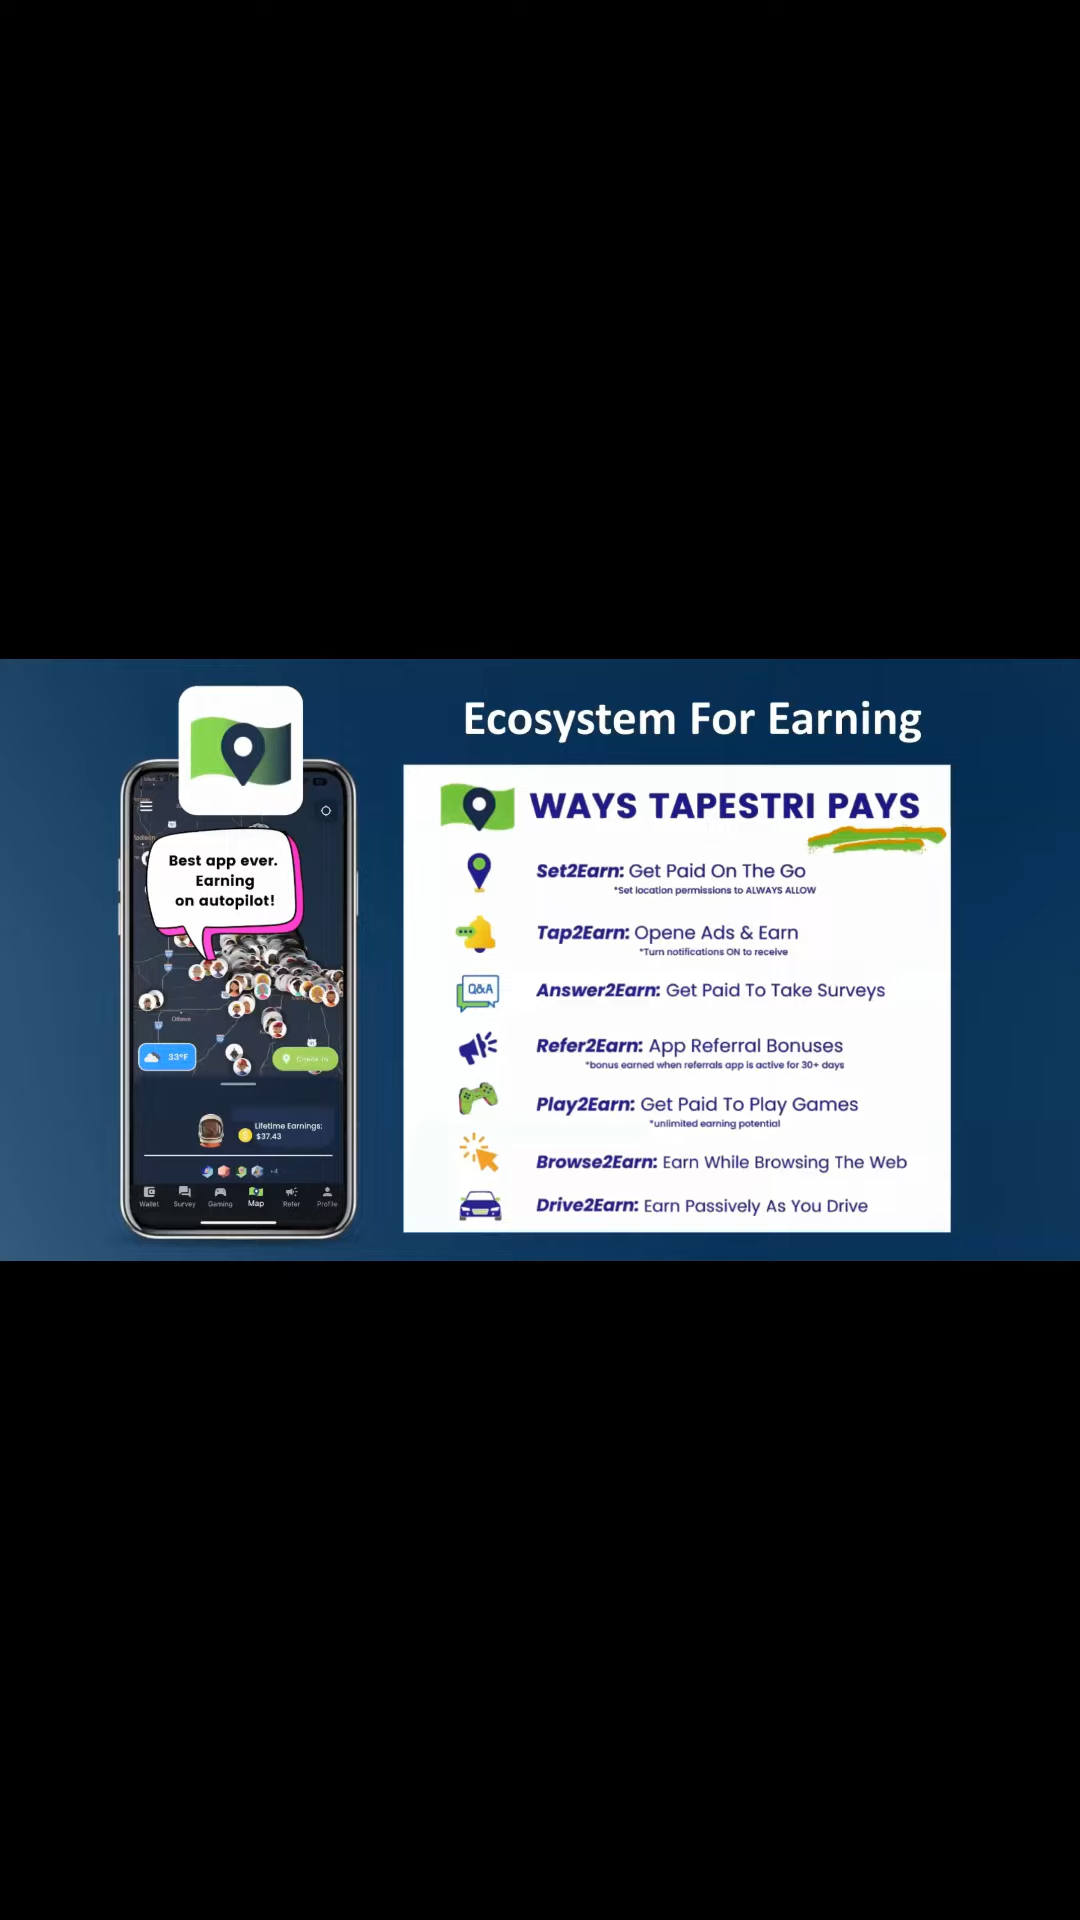 Ecosystem For Earning
Best app ever.
Earning
on autopilot!
33°F
Check In
Lifetime Earnings:
$37.43
+4
Wallet
Survey
Gaming
Map
Refer
Profile
WAYS TAPESTRI PAYS
Set2Earn: Get Paid On The Go
*Set location permissions to ALWAYS ALLOW
Tap2Earn: Opene Ads & Earn
*Turn notifications ON to receive
Q&A
Answer2Earn: Get Paid To Take Surveys
Refer2Earn: App Referral Bonuses
*bonus earned when referrals app is active for 30+ days
Play2Earn: Get Paid To Play Games
*unlimited earning potential
Browse2Earn: Earn While Browsing The Web
Drive2Earn: Earn Passively As You Drive